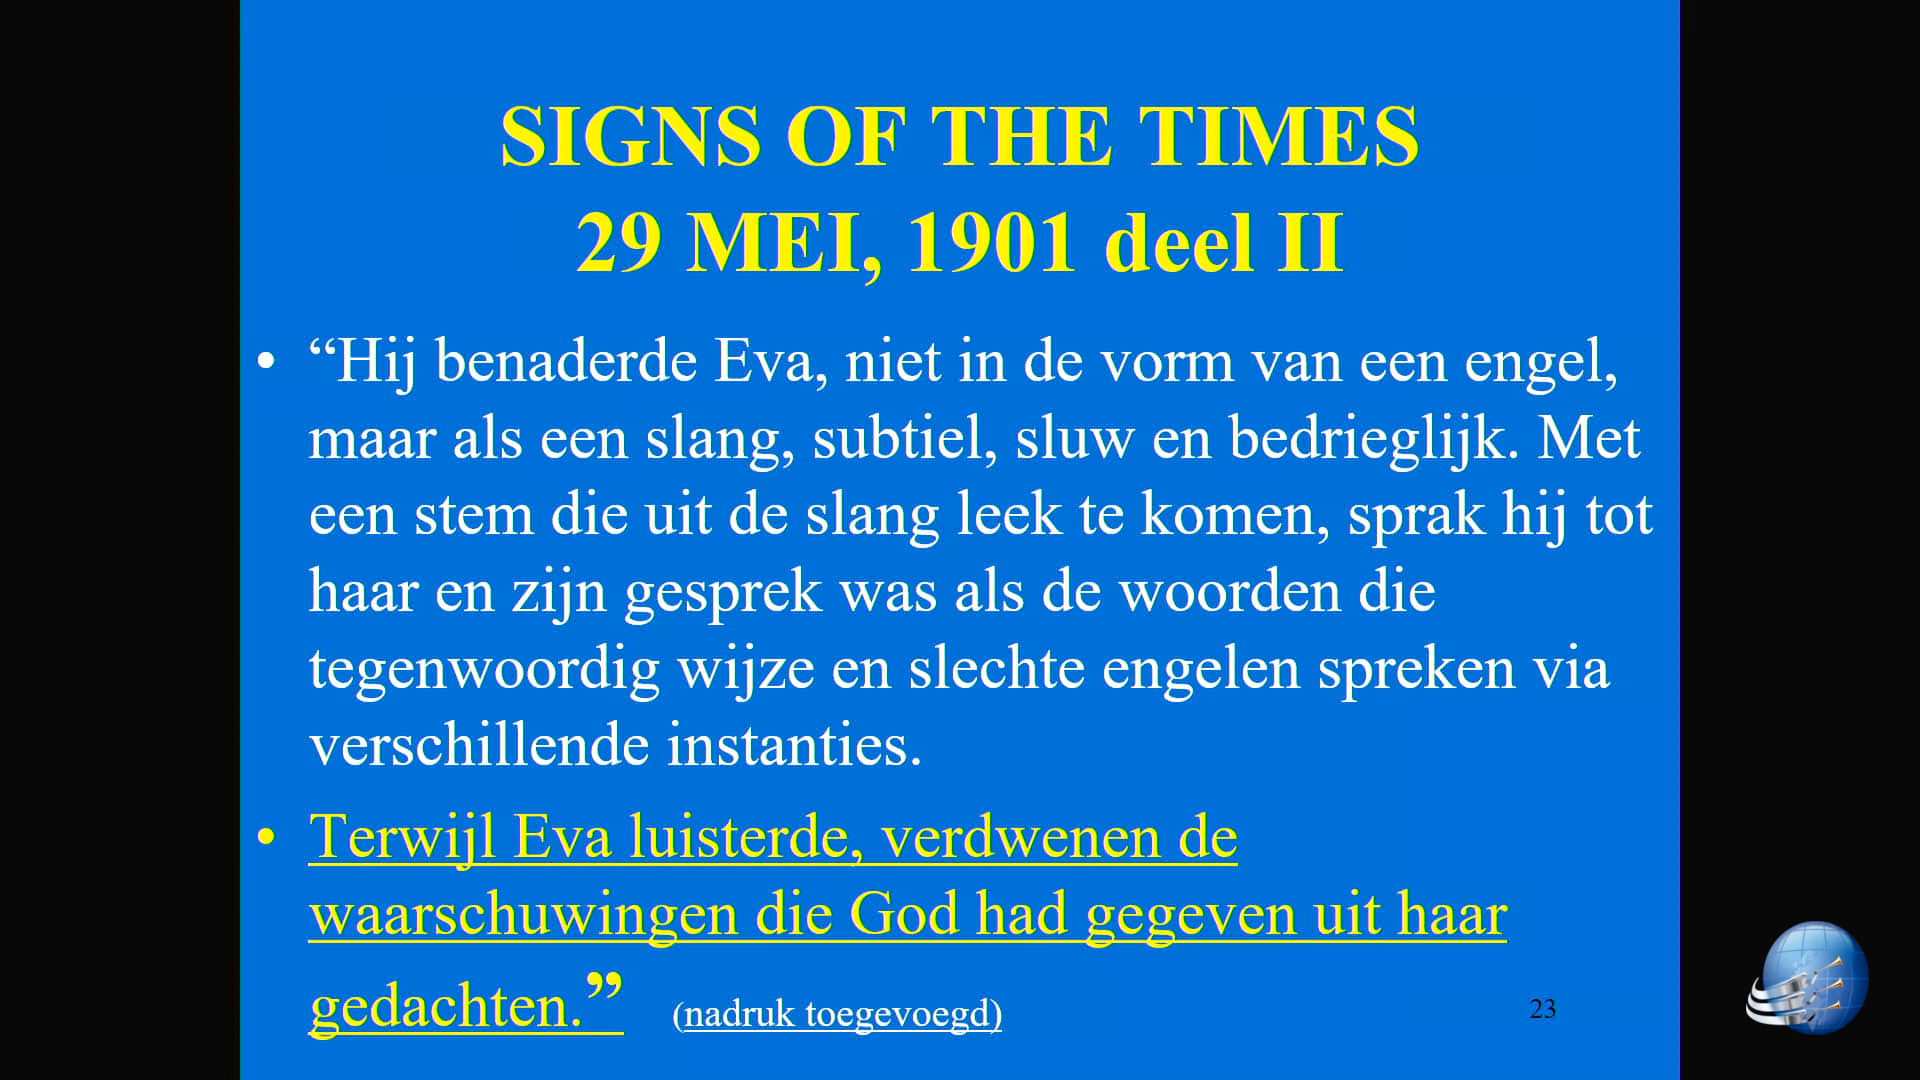 SIGNS OF THE TIMES
29 MEI, 1901 deel II
• “Hij benaderde Eva, niet in de vorm van een engel,
maar als een slang, subtiel, sluw en bedrieglijk. Met
een stem die uit de slang leek te komen, sprak hij tot
haar en zijn gesprek was als de woorden die
tegenwoordig wijze en slechte engelen spreken via
verschillende instanties.
• Terwijl Eva luisterde, verdwenen de
waarschuwingen die God had gegeven uit haar
gedachten.” (nadruk toegevoegd)
23